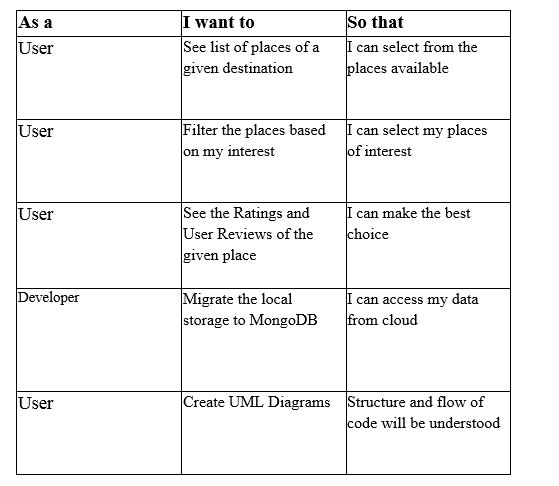 As a I want to So that
User See list of places of a I can select from the
given destination places available
User Filter the places based I can select my places
on my interest of interest
User See the Ratings and I can make the best
User Reviews of the choice
given place
Developer Migrate the local I can access my data
storage to MongoDB from cloud
User Create UML Diagrams Structure and flow of
code will be understood